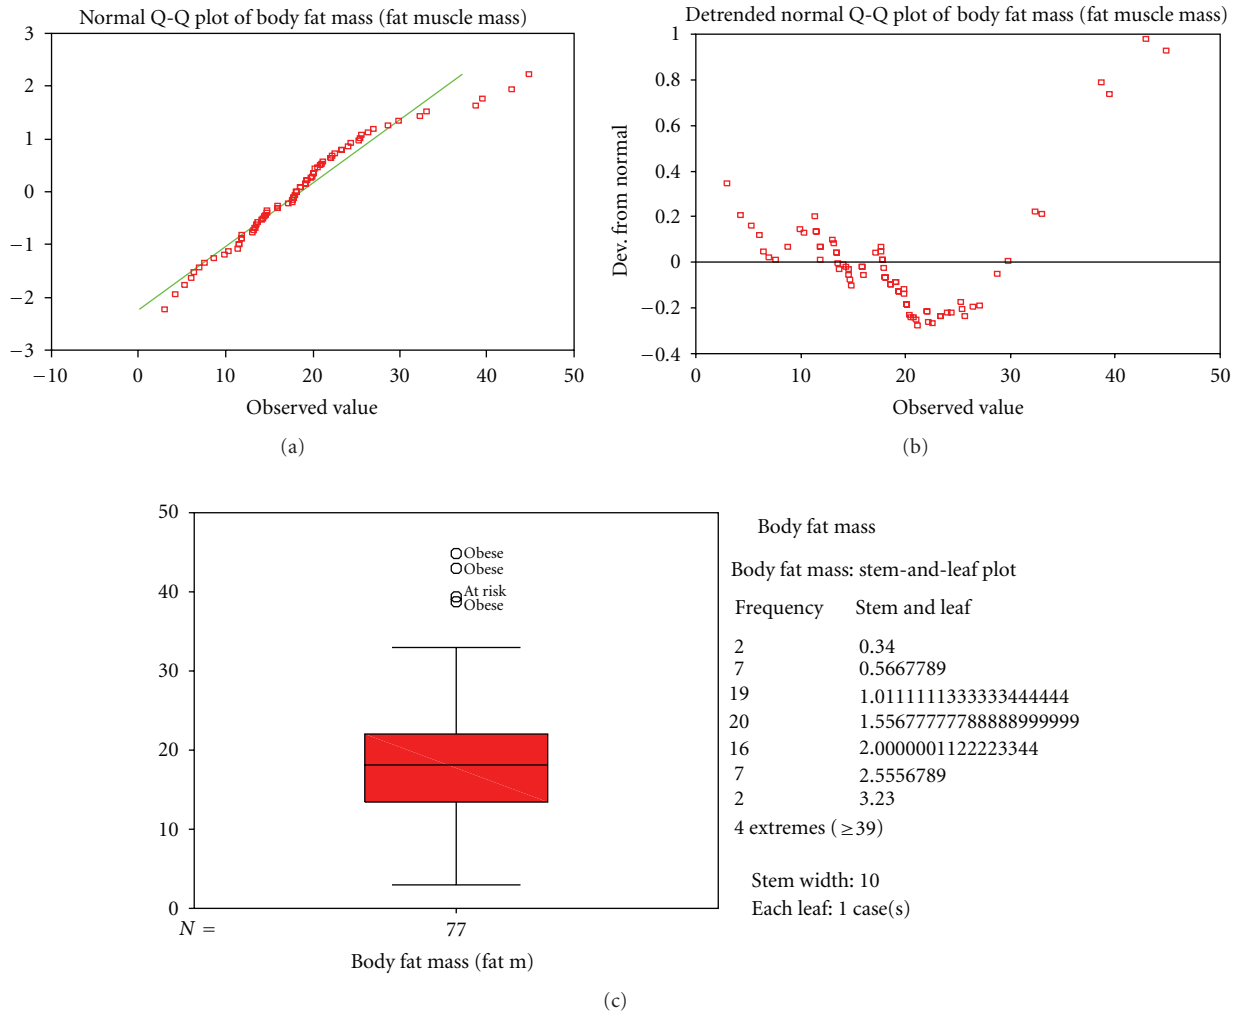 Normal Q-Q plot of body fat mass (fat muscle mass)
3
2
1
0
−1
−2
−3
−10
0
10
20
30
40
50
Observed value
(a)
Detrended normal Q-Q plot of body fat mass (fat muscle mass)
1
0.8
0.6
0.4
0.2
0
−0.2
−0.4
Dev. from normal
0
10
20
30
40
50
Observed value
(b)
50
40
30
20
10
0
Obese
Obese
At risk
Obese
N =
77
Body fat mass (fat m)
Body fat mass
Body fat mass: stem-and-leaf plot
Frequency Stem and leaf
2 0.34
7 0.5667789
19 1.0111111333333444444
20 1.55677777788888999999
16 2.0000001122223344
7 2.5556789
2 3.23
4 extremes (≥39)
Stem width: 10
Each leaf: 1 case(s)
(c)